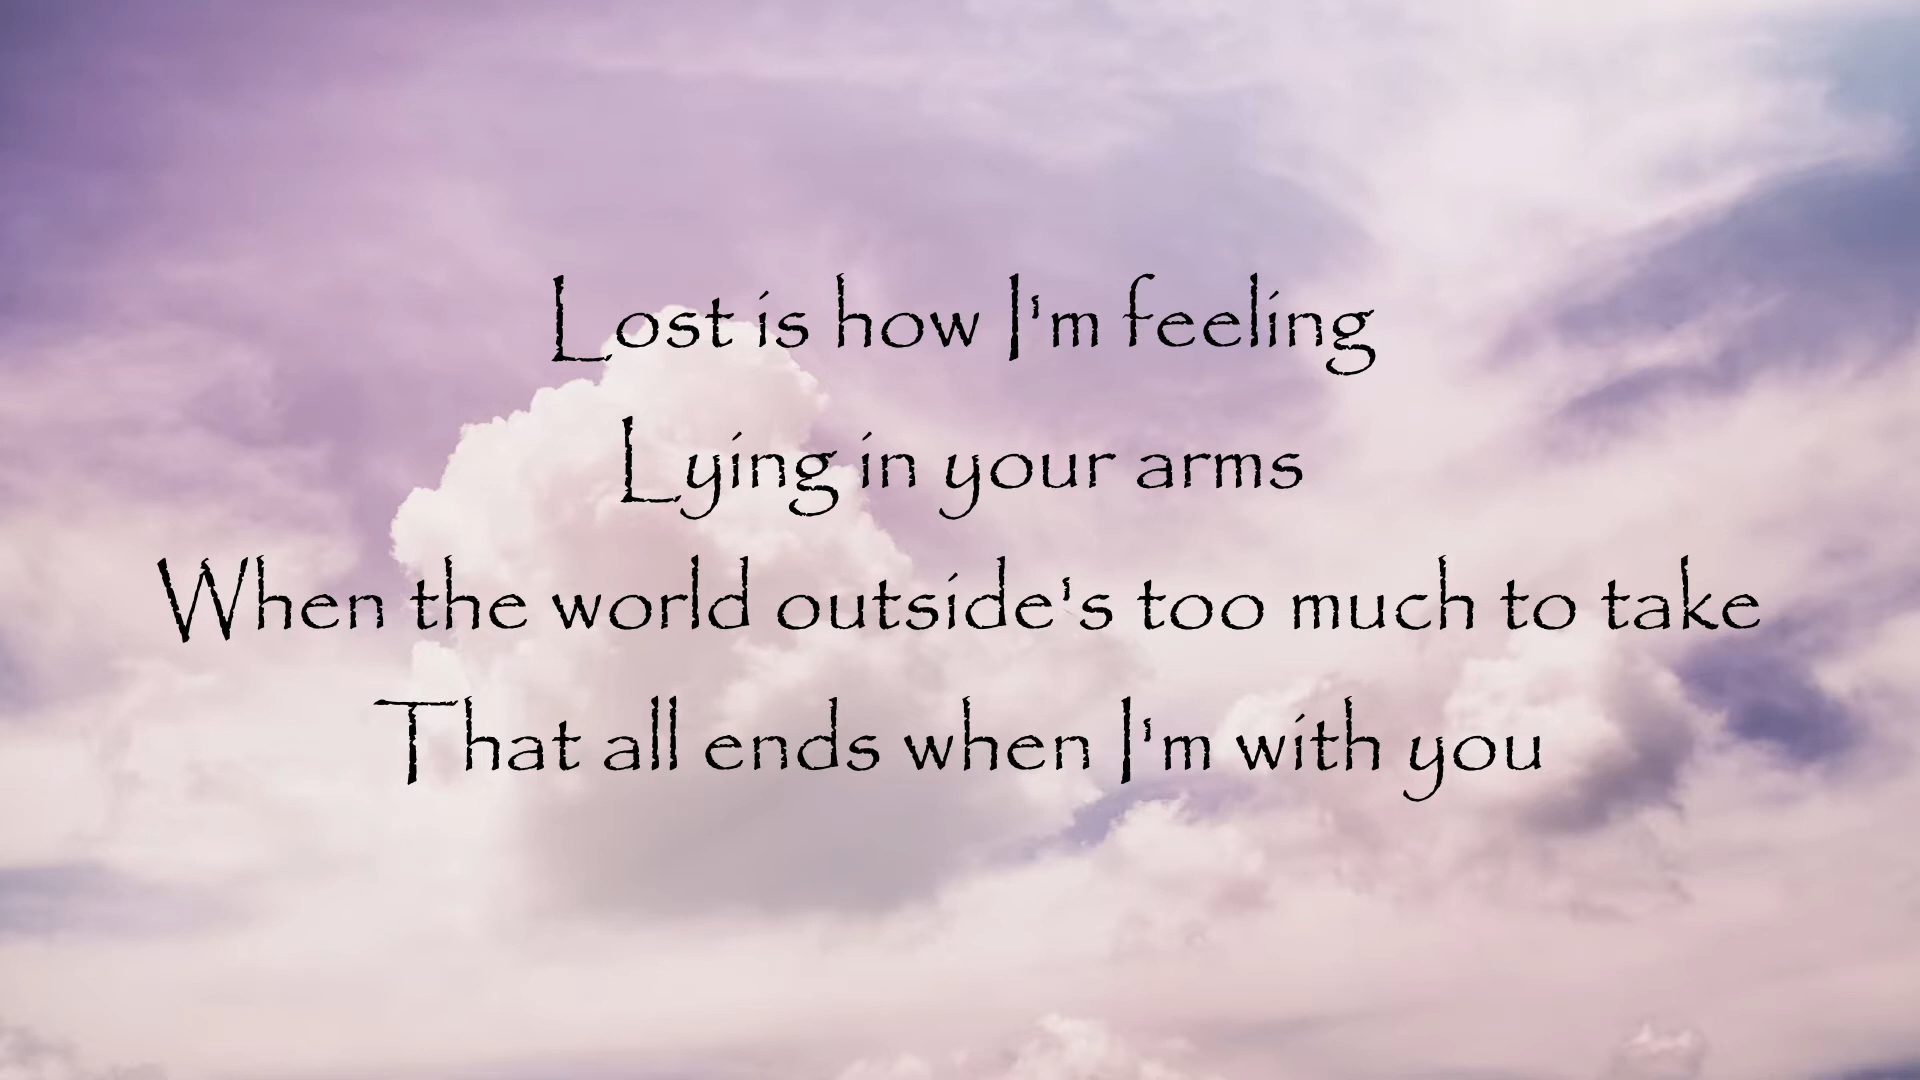 Lost is how I'm feeling
Lying in your arms
When the world outside's too much to take
That all ends when I'm with you